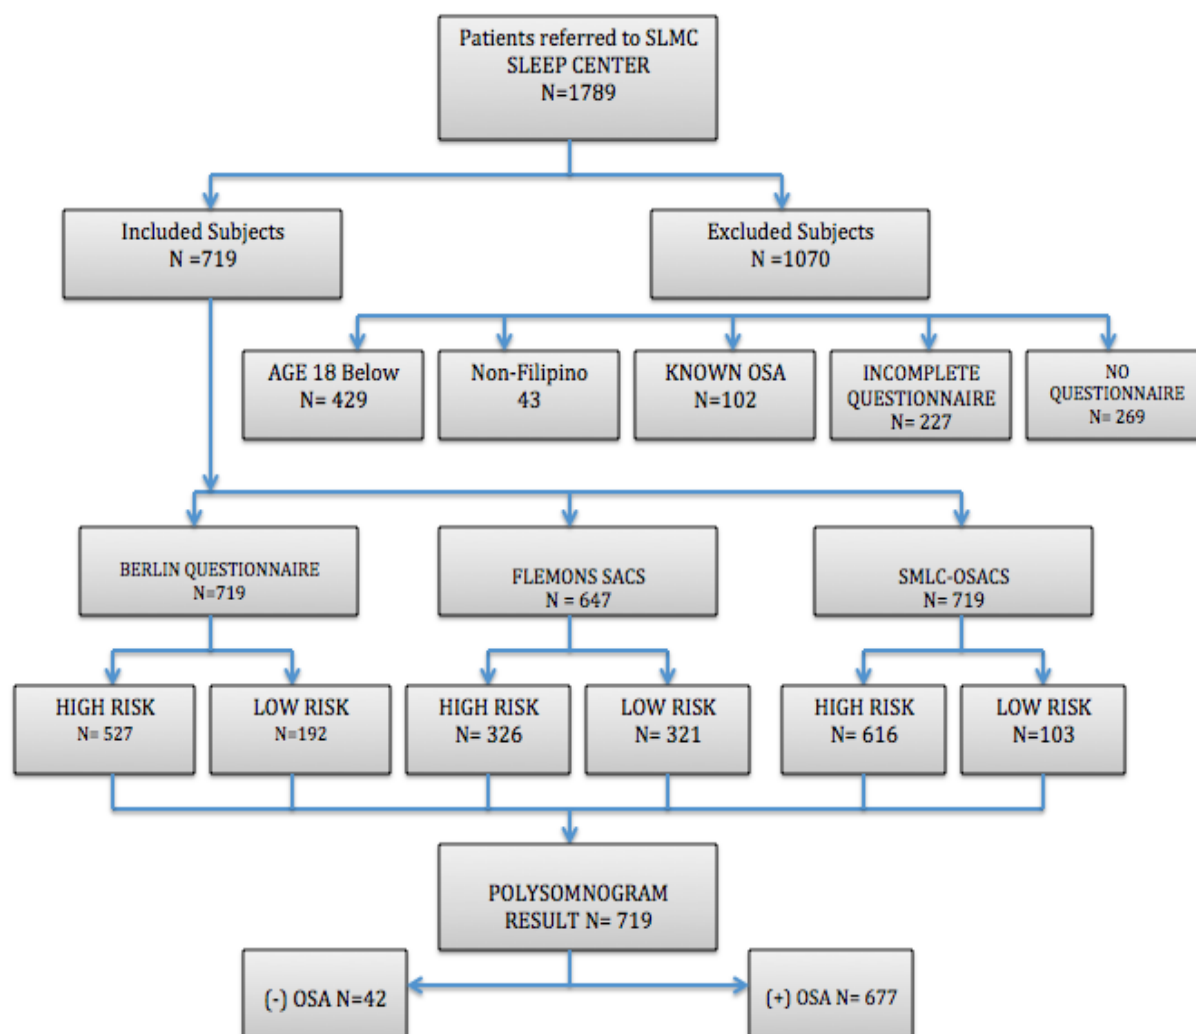 Patients referred to SLMC
SLEEP CENTER
N=1789
Included Subjects
N =719
Excluded Subjects
N =1070
AGE 18 Below
N= 429
Non-Filipino
43
KNOWN OSA
N=102
INCOMPLETE
QUESTIONNAIRE
N= 227
NO
QUESTIONNAIRE
N= 269
BERLIN QUESTIONNAIRE
N=719
FLEMONS SACS
N = 647
SMLC-OSACS
N= 719
HIGH RISK
N= 527
LOW RISK
N=192
HIGH RISK
N= 326
LOW RISK
N= 321
HIGH RISK
N= 616
LOW RISK
N=103
POLYSOMNOGRAM
RESULT N= 719
(-) OSA N=42
(+) OSA N= 677